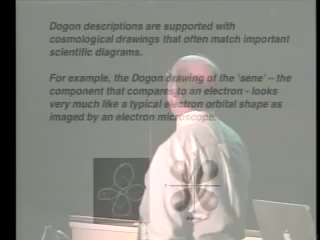 Dogon descriptions are supported with
cosmological drawings that often match important
scientific diagrams.
For example, the Dogon drawing of the 'sene' – the
component that compares to an electron - looks
very much like a typical electron orbital shape as
imaged by an electron microscope.